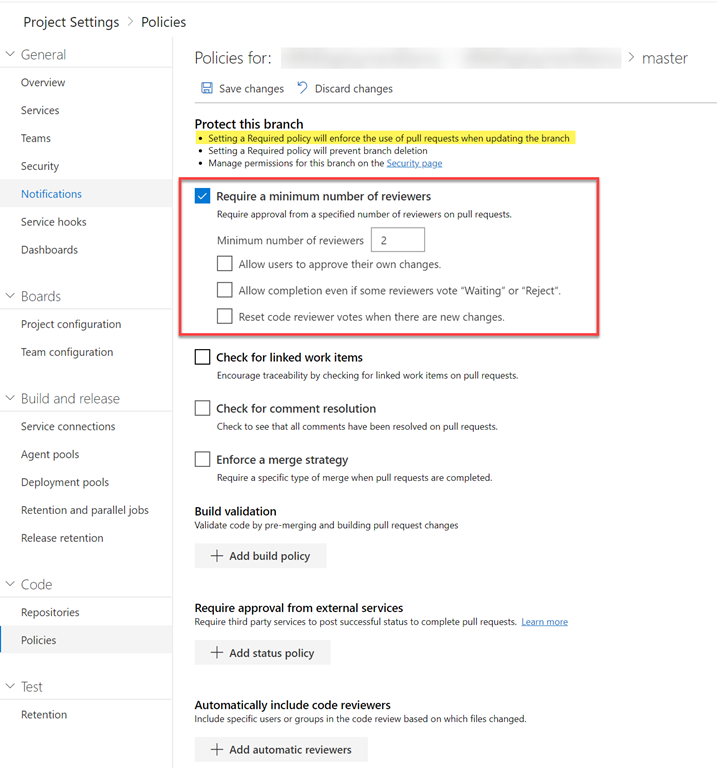 Project Settings > Policies
General
Overview
Services
Teams
Security
Notifications
Service hooks
Dashboards
Boards
Project configuration
Team configuration
Build and release
Service connections
Agent pools
Deployment pools
Retention and parallel jobs
Release retention
Code
Repositories
Policies
Test
Retention
Policies for: > master
Save changes Discard changes
Protect this branch
• Setting a Required policy will enforce the use of pull requests when updating the branch
• Setting a Required policy will prevent branch deletion
• Manage permissions for this branch on the Security page
Require a minimum number of reviewers
Require approval from a specified number of reviewers on pull requests.
Minimum number of reviewers 2
Allow users to approve their own changes.
Allow completion even if some reviewers vote “Waiting” or “Reject”.
Reset code reviewer votes when there are new changes.
Check for linked work items
Encourage traceability by checking for linked work items on pull requests.
Check for comment resolution
Check to see that all comments have been resolved on pull requests.
Enforce a merge strategy
Require a specific type of merge when pull requests are completed.
Build validation
Validate code by pre-merging and building pull request changes
+ Add build policy
Require approval from external services
Require third party services to post successful status to complete pull requests. Learn more
+ Add status policy
Automatically include code reviewers
Include specific users or groups in the code review based on which files changed.
+ Add automatic reviewers